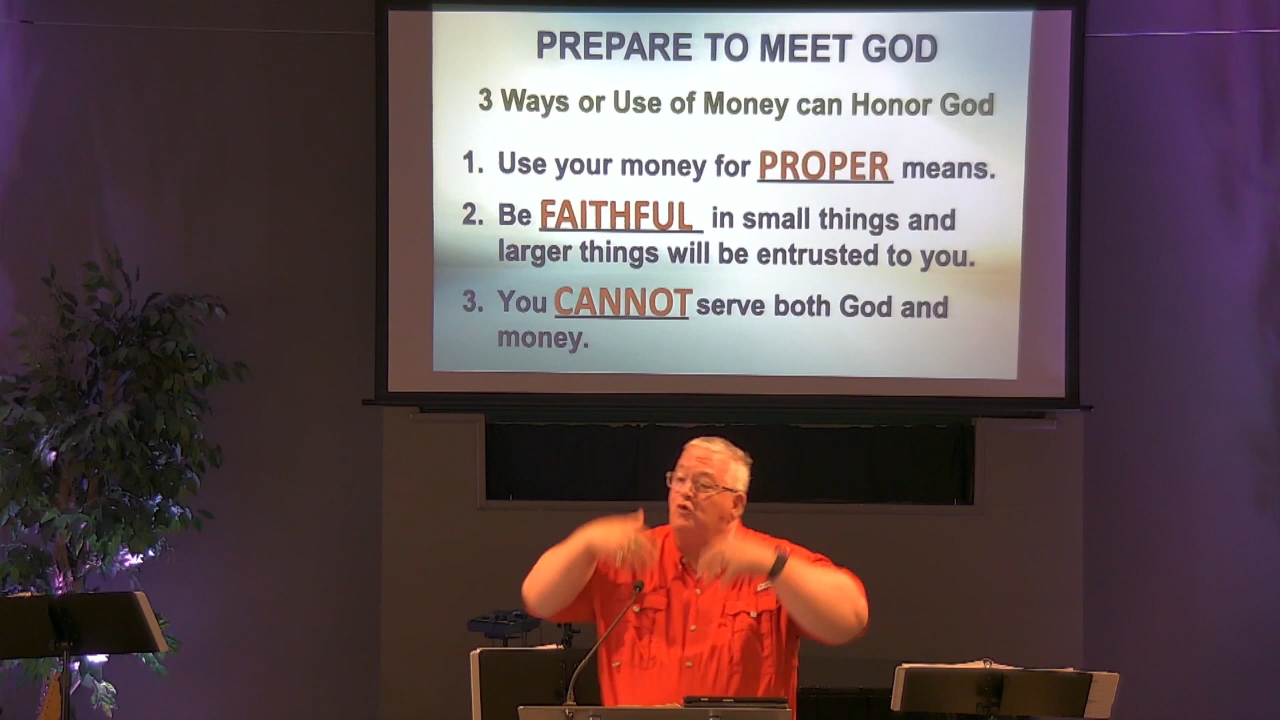 PREPARE TO MEET GOD
3 Ways or Use of Money can Honor God
1. Use your money for PROPER means.
2. Be FAITHFUL in small things and
larger things will be entrusted to you.
3. You CANNOT serve both God and
money.